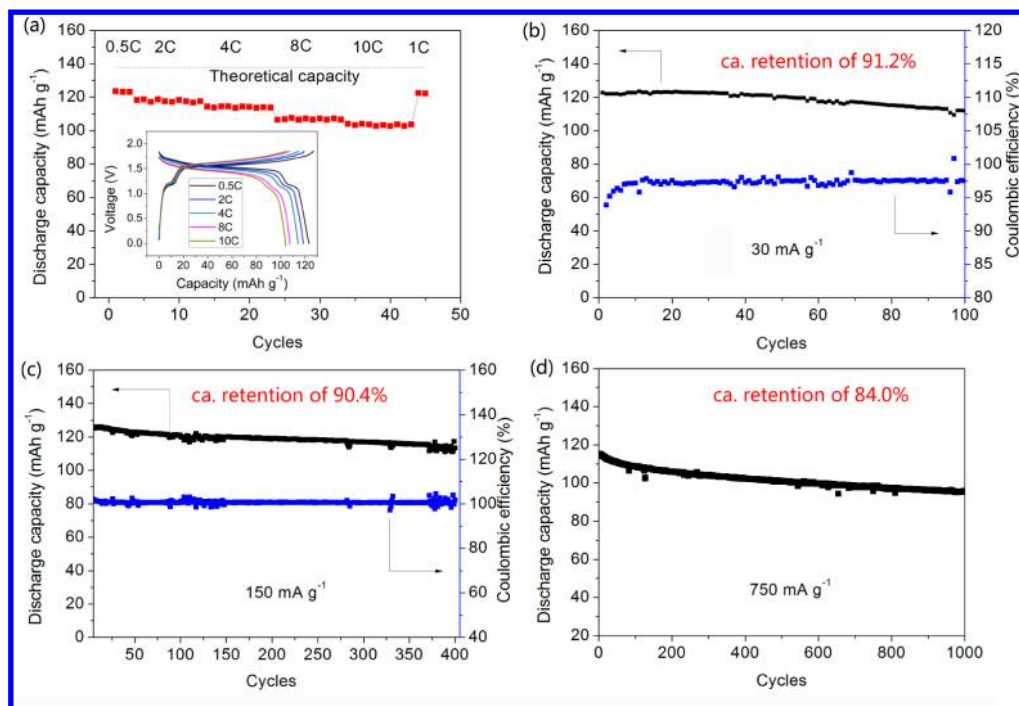 (a)
160
140
120
100
80
60
40
20
0
Discharge capacity (mAh g⁻¹)
0.5C 2C 4C 8C 10C 1C
Theoretical capacity
2.0
1.5
1.0
0.5
0.0
Voltage (V)
0.5C
2C
4C
8C
10C
0 20 40 60 80 100 120
Capacity (mAh g⁻¹)
0 10 20 30 40 50
Cycles
(b)
160
140
120
100
80
60
40
20
0
Discharge capacity (mAh g⁻¹)
ca. retention of 91.2%
30 mA g⁻¹
120
115
110
105
100
95
90
85
80
Coulombic efficiency (%)
0 20 40 60 80 100
Cycles
(c)
160
140
120
100
80
60
40
20
0
Discharge capacity (mAh g⁻¹)
ca. retention of 90.4%
150 mA g⁻¹
160
140
120
100
80
60
40
Coulombic efficiency (%)
50 100 150 200 250 300 350 400
Cycles
(d)
160
140
120
100
80
60
40
20
Discharge capacity (mAh g⁻¹)
ca. retention of 84.0%
750 mA g⁻¹
0 200 400 600 800 1000
Cycles